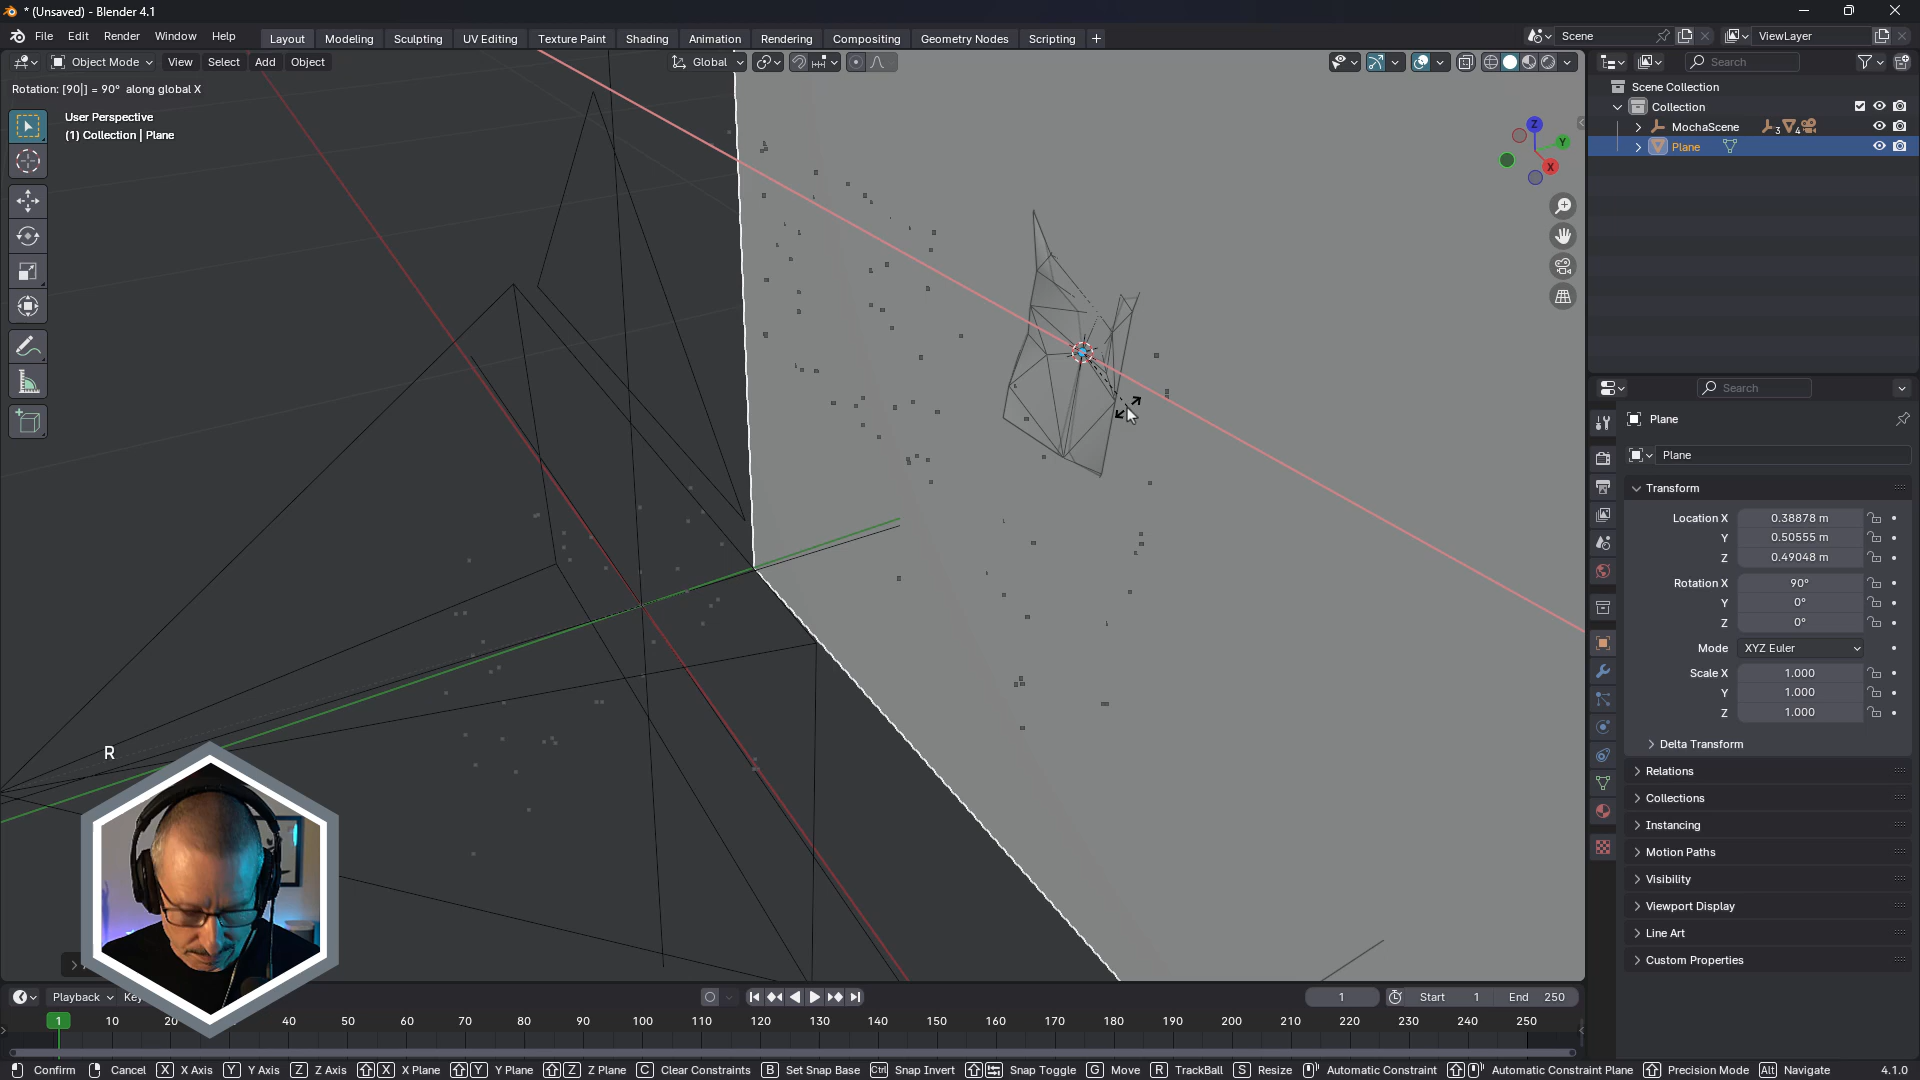 * (Unsaved) - Blender 4.1
File Edit Render Window Help
Layout Modeling Sculpting UV Editing Texture Paint Shading Animation Rendering Compositing Geometry Nodes Scripting +
Scene
ViewLayer
Object Mode View Select Add Object
Global
Search
Rotation: [90|] = 90° along global X
User Perspective
(1) Collection | Plane
Scene Collection
Collection
MochaScene 3 4
Plane
Z
Y
X
Search
Plane
Plane
Transform
Location X 0.38878 m
Y 0.50555 m
Z 0.49048 m
Rotation X 90°
Y 0°
Z 0°
Mode XYZ Euler
Scale X 1.000
Y 1.000
Z 1.000
Delta Transform
Relations
Collections
Instancing
Motion Paths
Visibility
Viewport Display
Line Art
Custom Properties
R
Playback
1 Start 1 End 250
1 10 20 40 50 60 70 80 90 100 110 120 130 140 150 160 170 180 190 200 210 220 230 240 250
Confirm Cancel X X Axis Y Y Axis Z Z Axis X X Plane Y Y Plane Z Z Plane C Clear Constraints B Set Snap Base Ctrl Snap Invert Snap Toggle G Move R TrackBall S Resize Automatic Constraint Automatic Constraint Plane Precision Mode Alt Navigate 4.1.0